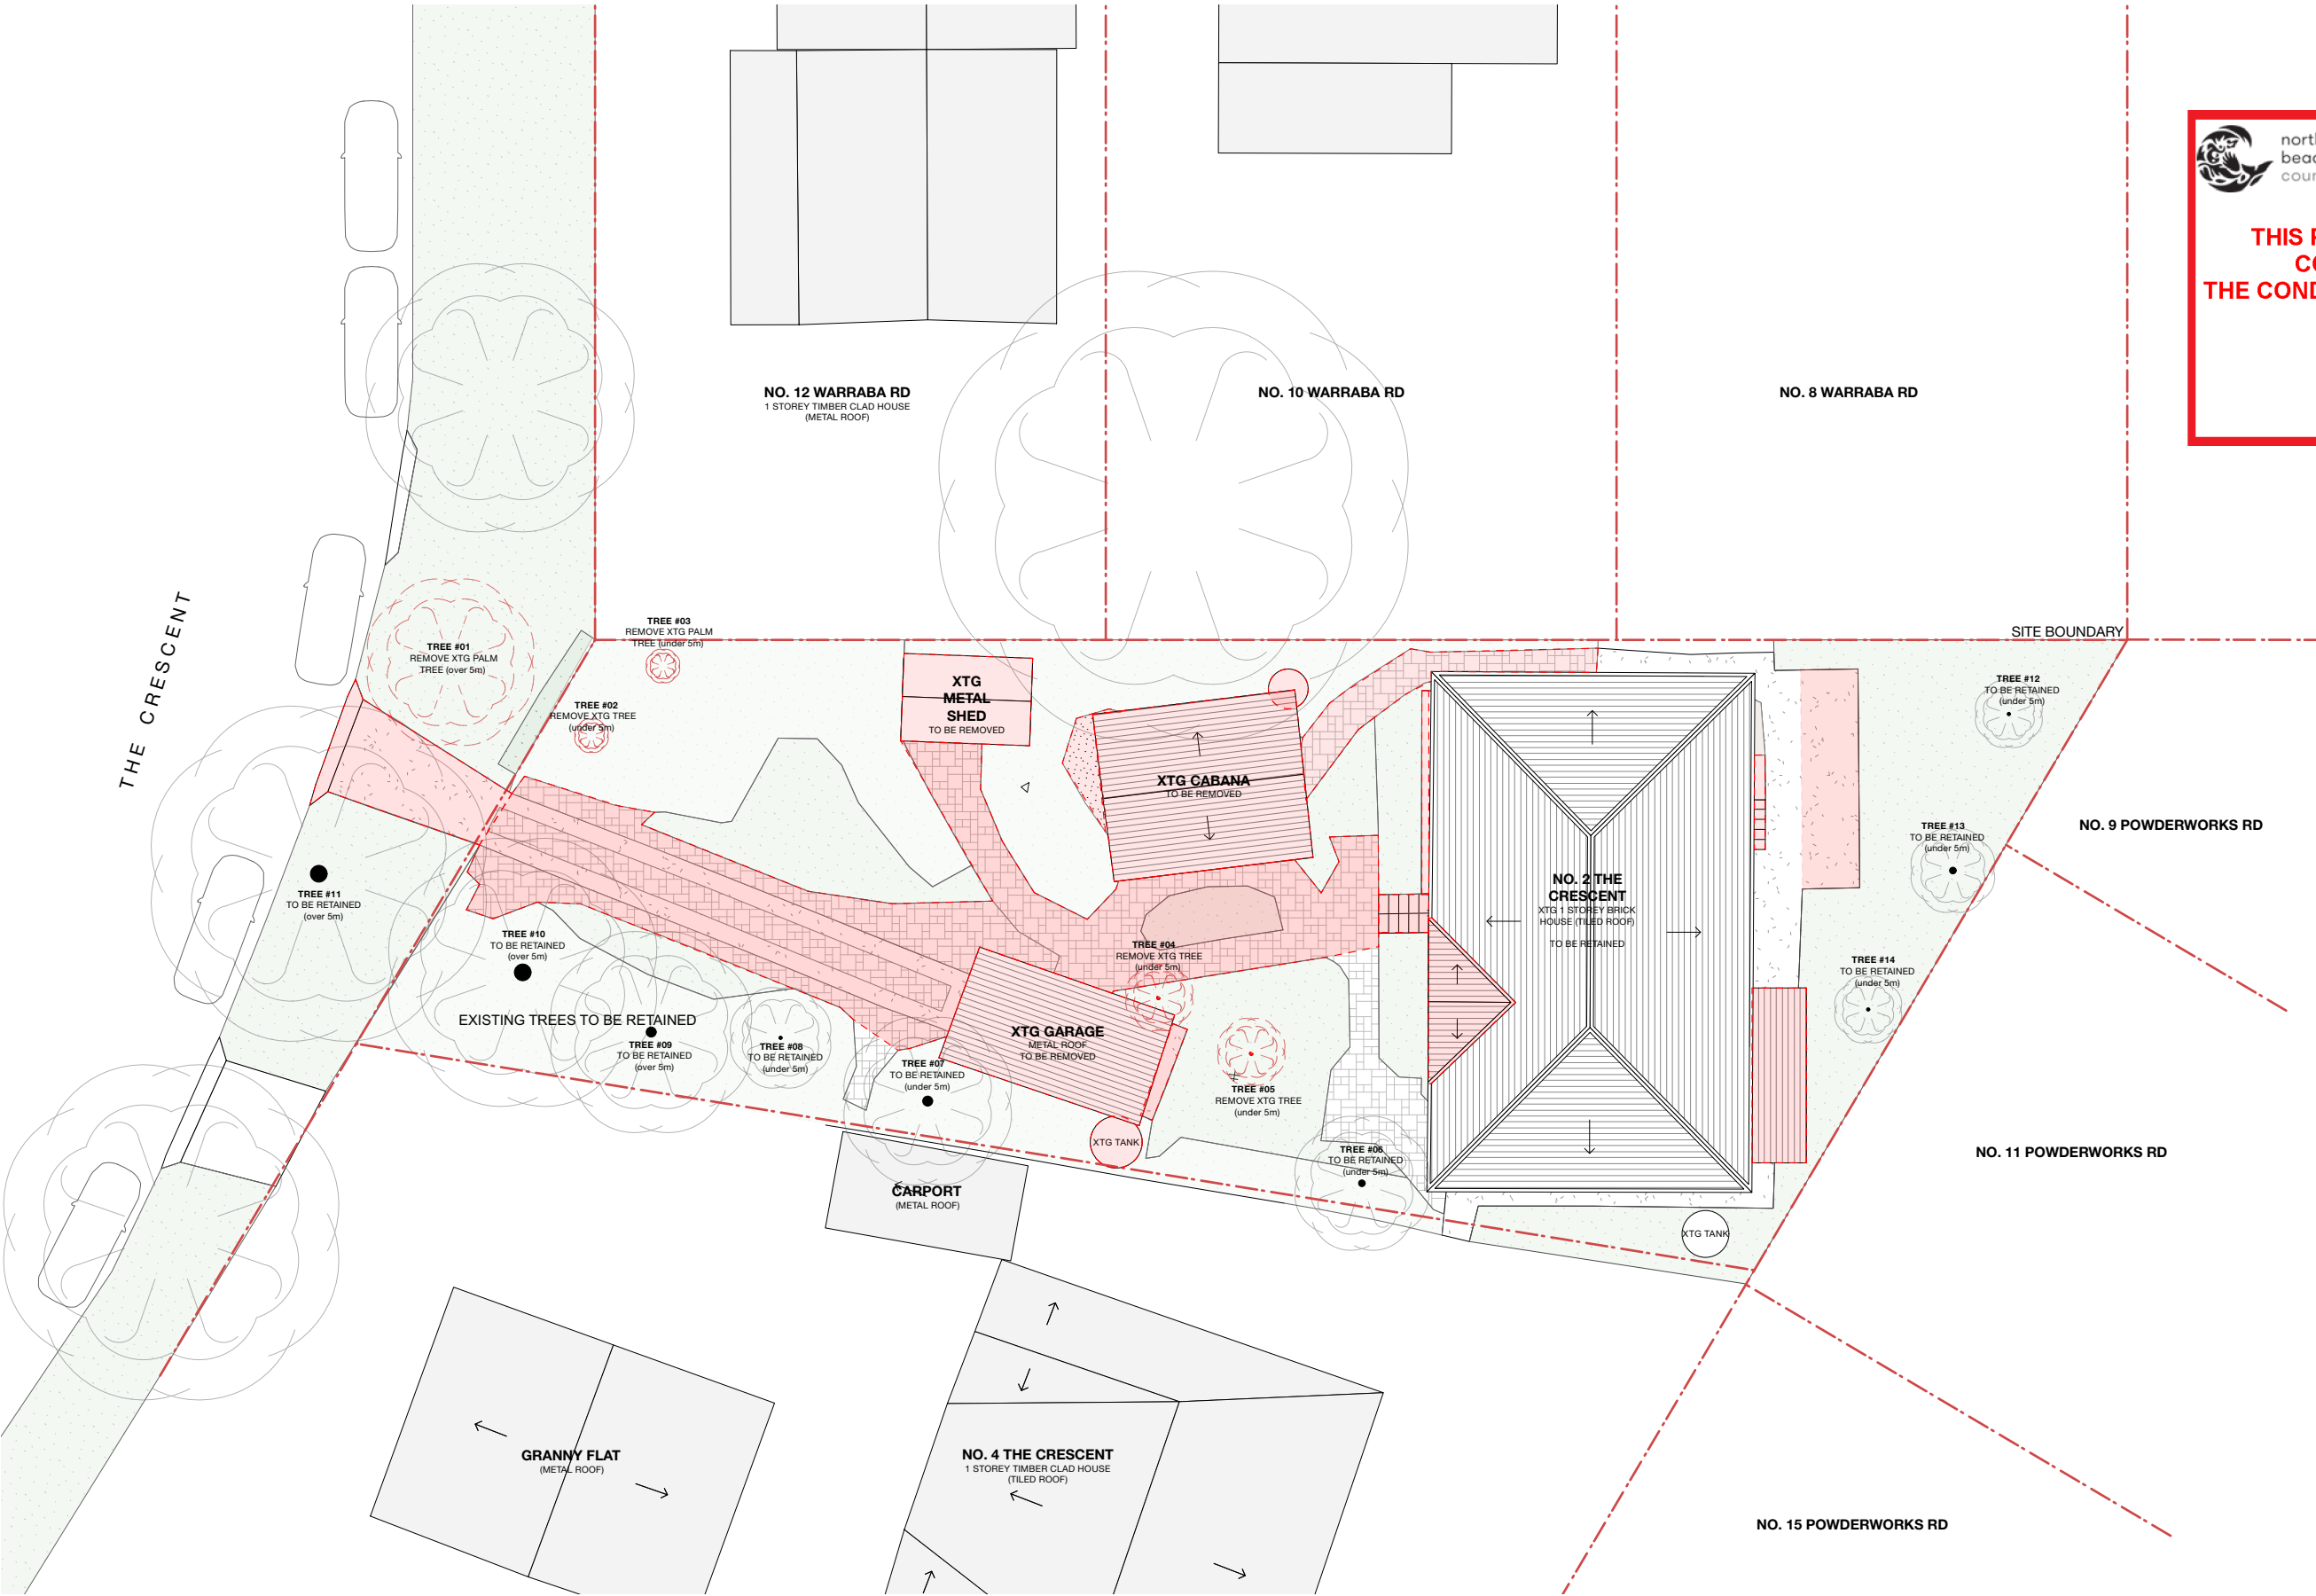 THIS
THE
NO. 12 WARRABA RD
1 STOREY TIMBER CLAD HOUSE
(METAL ROOF)
NO. 10 WARRABA RD
NO. 8 WARRABA RD
THE CRESCENT
SITE BOUNDARY
TREE #01
REMOVE XTG PALM
TREE (over 5m)
TREE #03
REMOVE XTG PALM
TREE (under 5m)
TREE #02
REMOVE XTG TREE
(under 5m)
XTG
METAL
SHED
TO BE REMOVED
XTG CABANA
TO BE REMOVED
TREE #12
TO BE RETAINED
(under 5m)
TREE #13
TO BE RETAINED
(under 5m)
NO. 9 POWDERWORKS RD
NO. 2 THE
CRESCENT
XTG 1 STOREY BRICK
HOUSE (TILED ROOF)
TO BE RETAINED
TREE #11
TO BE RETAINED
(over 5m)
TREE #10
TO BE RETAINED
(over 5m)
TREE #04
REMOVE XTG TREE
(under 5m)
TREE #14
TO BE RETAINED
(under 5m)
EXISTING TREES TO BE RETAINED
TREE #09
TO BE RETAINED
(over 5m)
TREE #08
TO BE RETAINED
(under 5m)
XTG GARAGE
METAL ROOF
TO BE REMOVED
TREE #07
TO BE RETAINED
(under 5m)
TREE #05
REMOVE XTG TREE
(under 5m)
XTG TANK
TREE #06
TO BE RETAINED
(under 5m)
NO. 11 POWDERWORKS RD
CARPORT
(METAL ROOF)
XTG TANK
GRANNY FLAT
(METAL ROOF)
NO. 4 THE CRESCENT
1 STOREY TIMBER CLAD HOUSE
(TILED ROOF)
NO. 15 POWDERWORKS RD